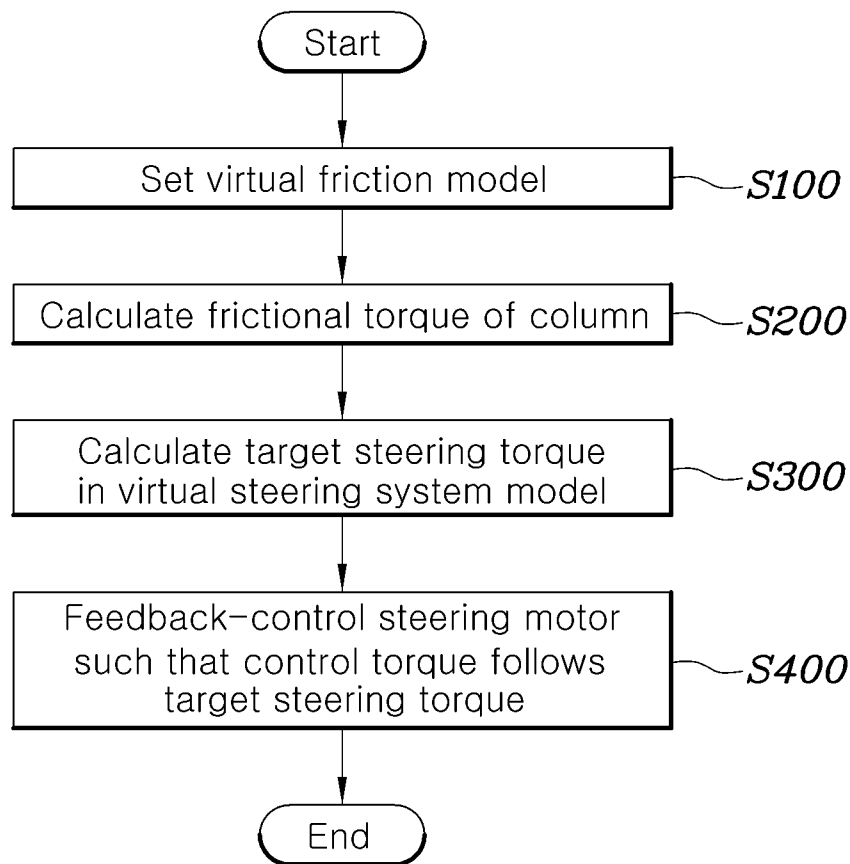 Start
Set virtual friction model
S100
Calculate frictional torque of column
S200
Calculate target steering torque
in virtual steering system model
S300
Feedback-control steering motor
such that control torque follows
target steering torque
S400
End